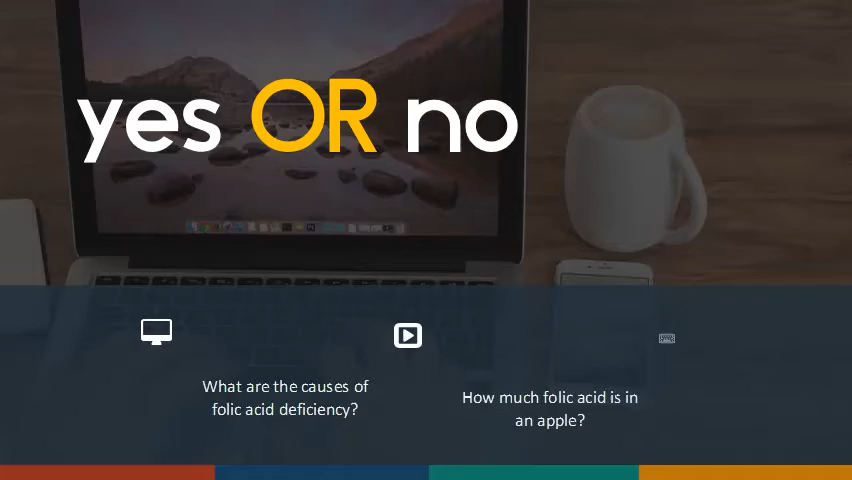 yes OR no
What are the causes of
folic acid deficiency?
How much folic acid is in
an apple?